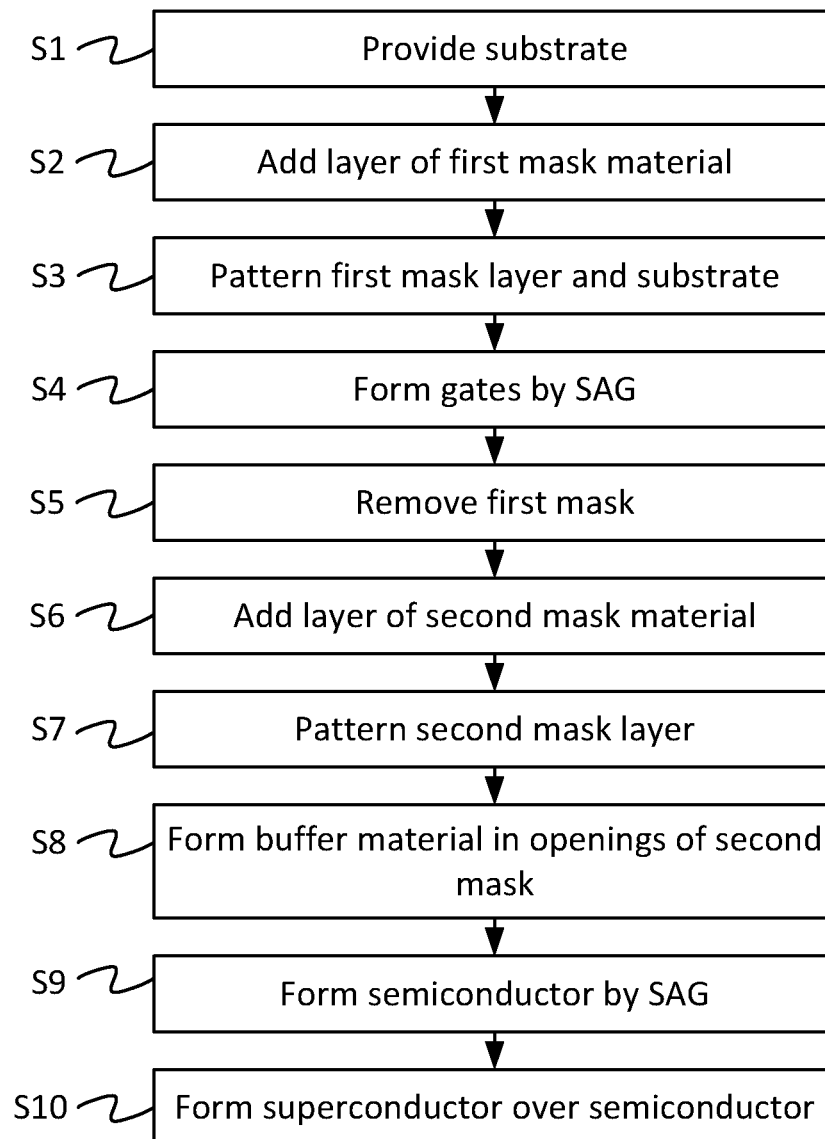 S1 Provide substrate
S2 Add layer of first mask material
S3 Pattern first mask layer and substrate
S4 Form gates by SAG
S5 Remove first mask
S6 Add layer of second mask material
S7 Pattern second mask layer
S8 Form buffer material in openings of second
mask
S9 Form semiconductor by SAG
S10 Form superconductor over semiconductor